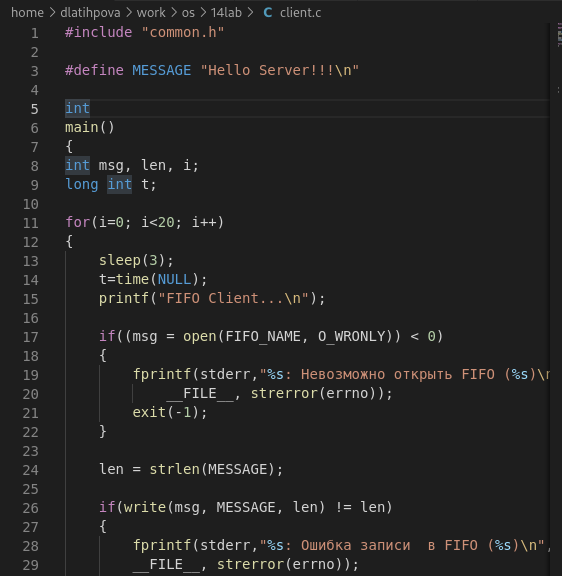 home > dlatihpova > work > os > 14lab > C client.c
1 #include "common.h"
2
3 #define MESSAGE "Hello Server!!!\n"
4
5 int
6 main()
7 {
8 int msg, len, i;
9 long int t;
10
11 for(i=0; i<20; i++)
12 {
13 sleep(3);
14 t=time(NULL);
15 printf("FIFO Client...\n");
16
17 if((msg = open(FIFO_NAME, O_WRONLY)) < 0)
18 {
19 fprintf(stderr,"%s: Невозможно открыть FIFO (%s)\n
20 __FILE__, strerror(errno));
21 exit(-1);
22 }
23
24 len = strlen(MESSAGE);
25
26 if(write(msg, MESSAGE, len) != len)
27 {
28 fprintf(stderr,"%s: Ошибка записи  в FIFO (%s)\n",
29 __FILE__, strerror(errno));